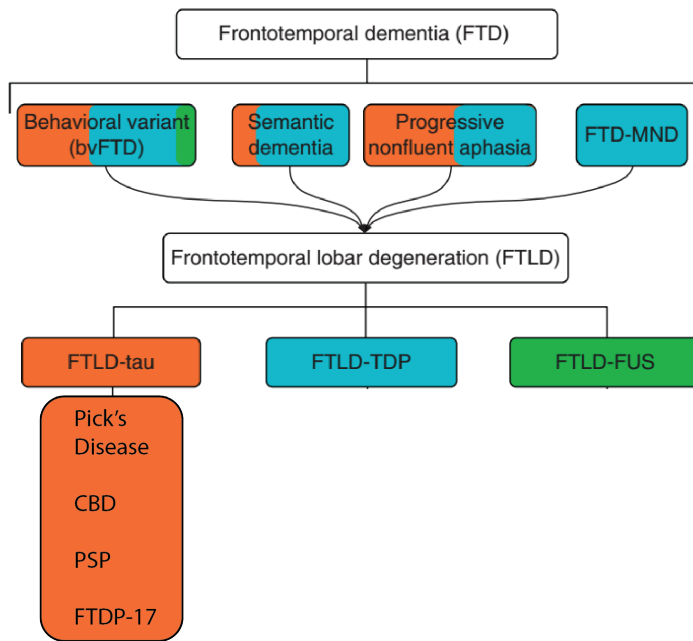 Frontotemporal dementia (FTD)
Behavioral variant
(bvFTD)
Semantic
dementia
Progressive
nonfluent aphasia
FTD-MND
Frontotemporal lobar degeneration (FTLD)
FTLD-tau
FTLD-TDP
FTLD-FUS
Pick's
Disease
CBD
PSP
FTDP-17